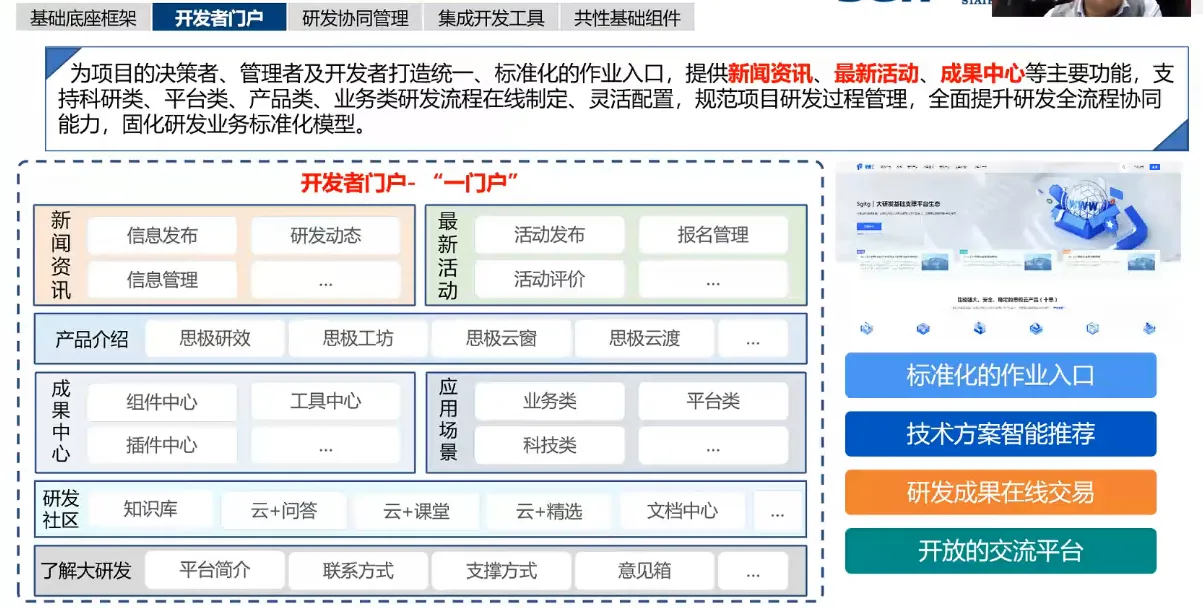 基础底座框架 开发者门户 研发协同管理 集成开发工具 共性基础组件
为项目的决策者、管理者及开发者打造统一、标准化的作业入口，提供新闻资讯、最新活动、成果中心等主要功能，支
持科研类、平台类、产品类、业务类研发流程在线制定、灵活配置，规范项目研发过程管理，全面提升研发全流程协同
能力，固化研发业务标准化模型。
开发者门户-“一门户”
新闻资讯
信息发布 研发动态
信息管理 ...
最新活动
活动发布 报名管理
活动评价 ...
产品介绍 思极研效 思极工坊 思极云窗 思极云渡 ...
成果中心
组件中心 工具中心
插件中心 ...
应用场景
业务类 平台类
科技类 ...
研发社区 知识库 云+问答 云+课堂 云+精选 文档中心 ...
了解大研发 平台简介 联系方式 支撑方式 意见箱 ...
Sgitg｜大研发基础支撑平台生态
WWW
标准化的作业入口
技术方案智能推荐
研发成果在线交易
开放的交流平台